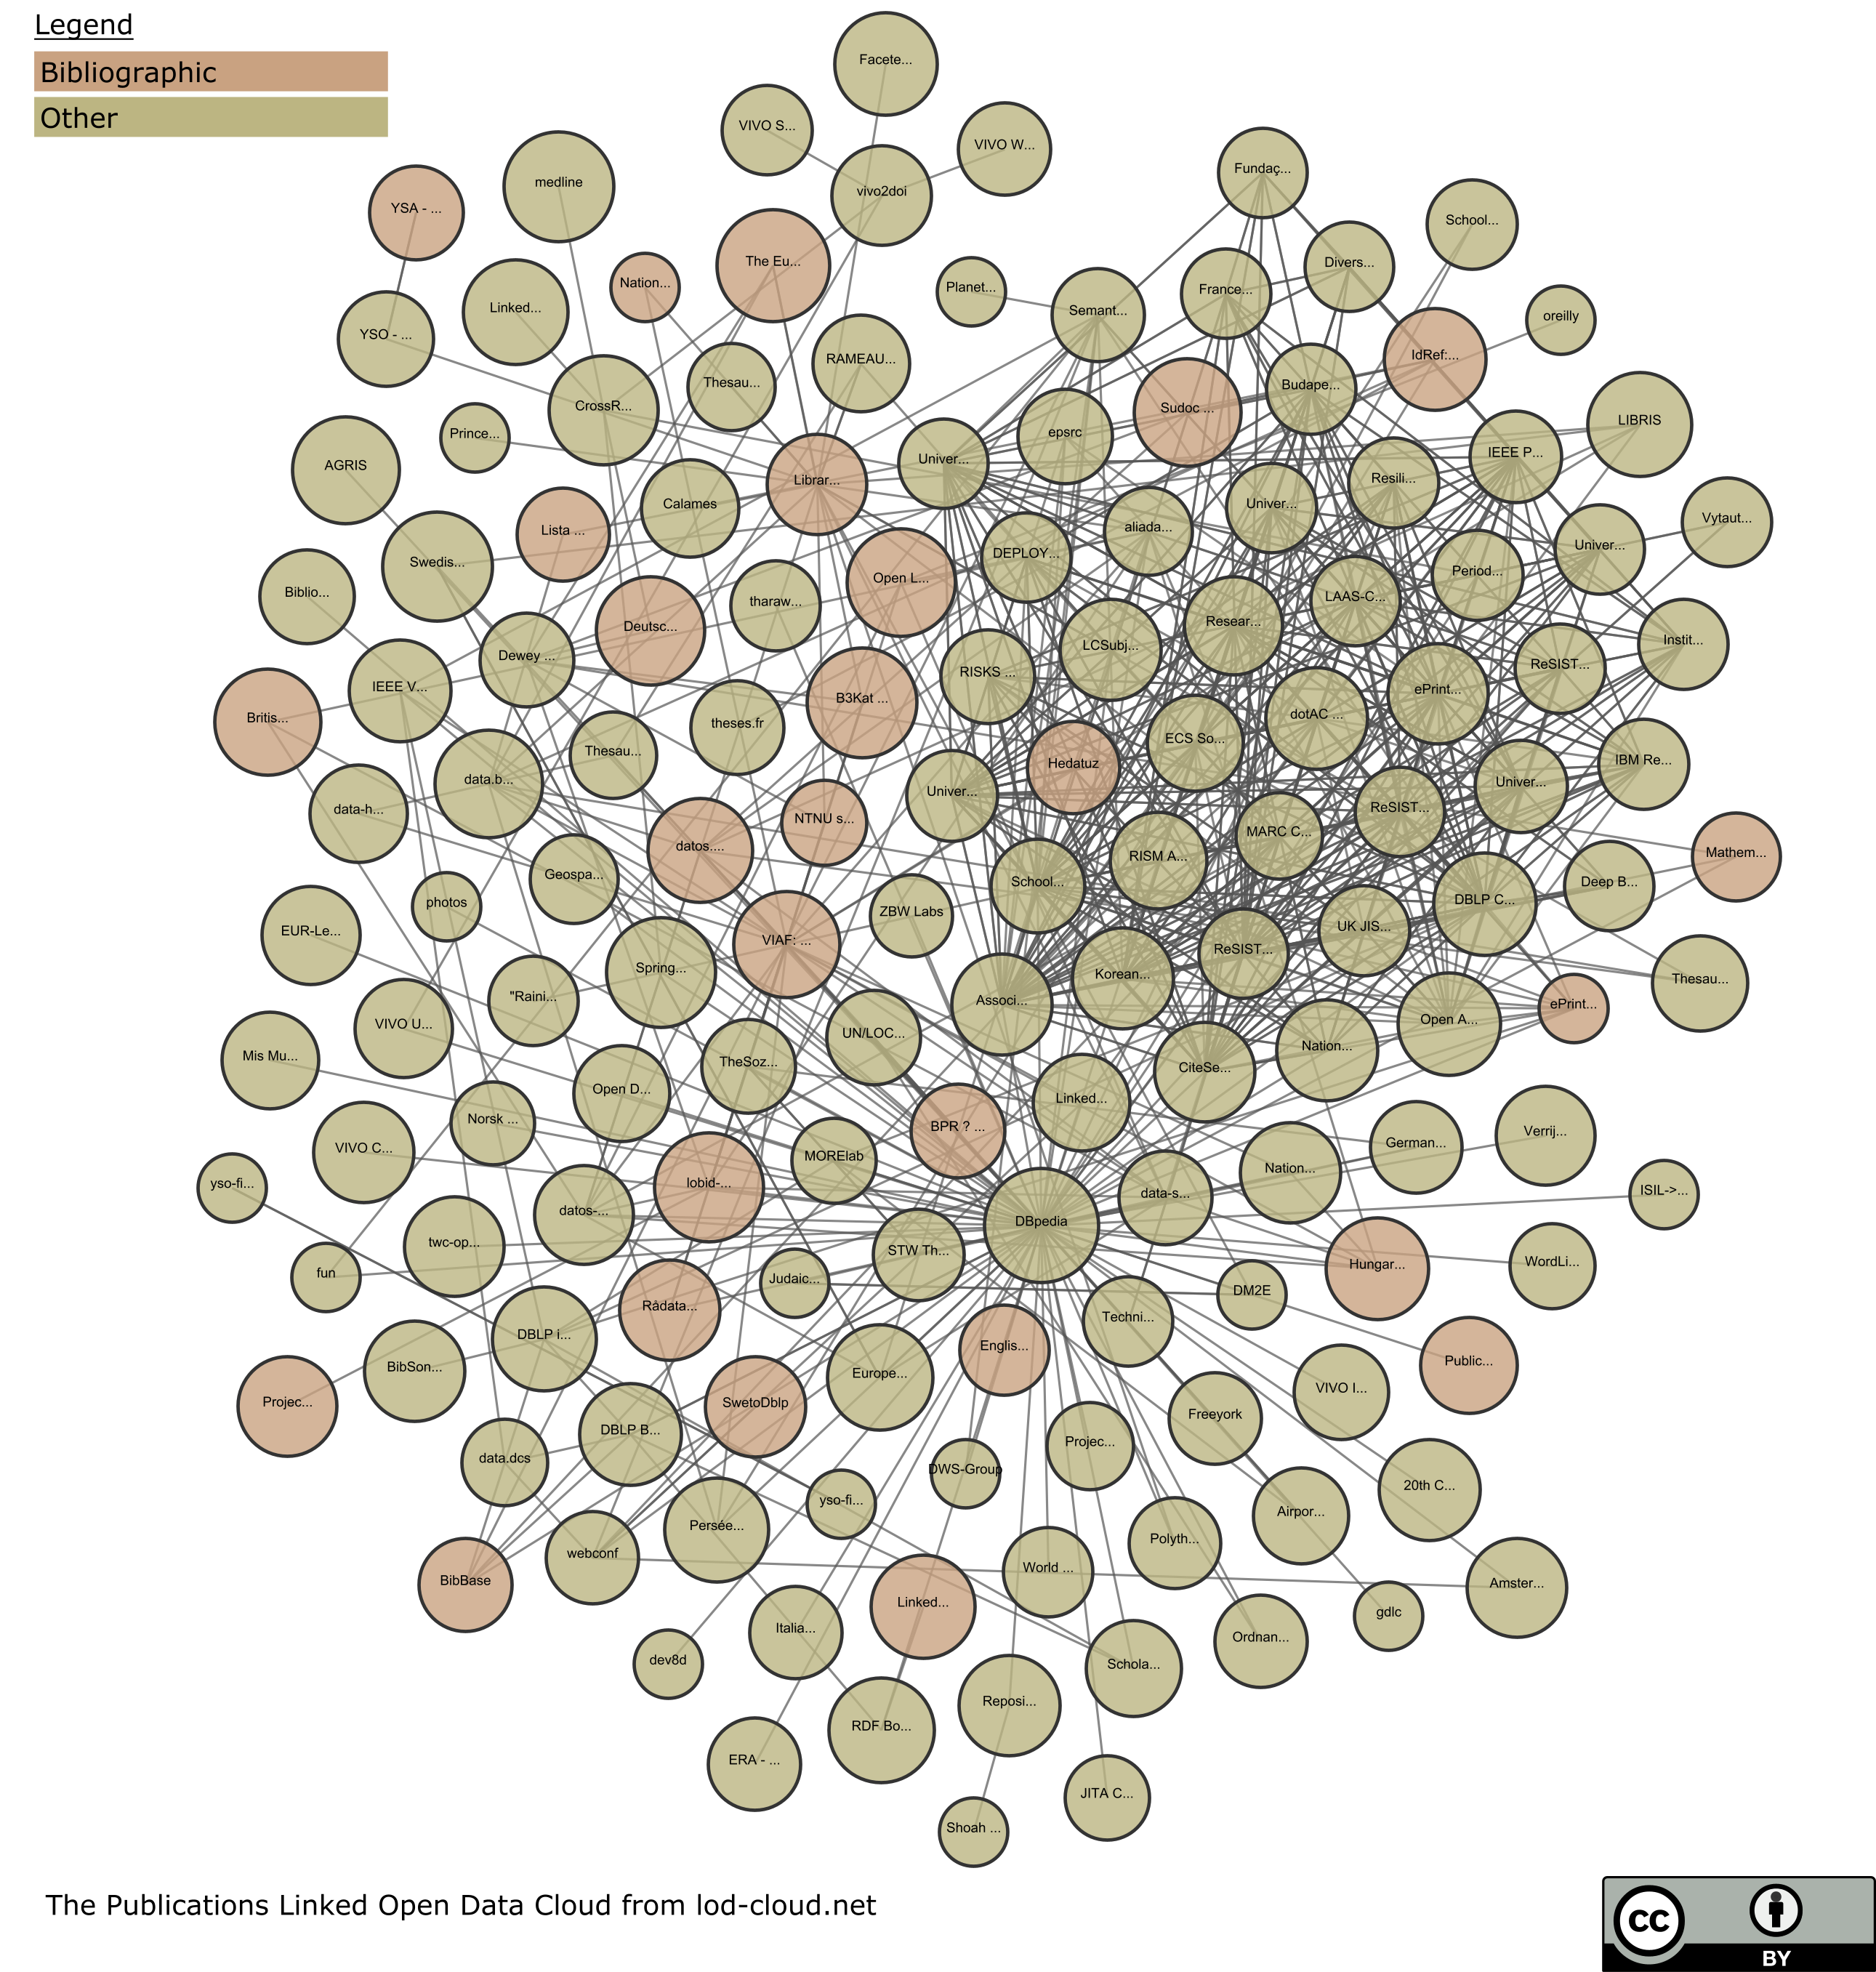 Legend
Bibliographic
Other
Facete...
VIVO S...
VIVO W...
medline
vivo2doi
Fundaç...
YSA - ...
School...
The Eu...
Divers...
Nation...
Planet...
France...
Linked...
Semant...
oreilly
YSO - ...
RAMEAU...
IdRef:...
Thesau...
Budape...
CrossR...
Sudoc ...
LIBRIS
Prince...
epsrc
AGRIS
Univer...
IEEE P...
Librar...
Resili...
Calames
Univer...
Vytaut...
Lista ...
aliada...
Swedis...
DEPLOY...
Univer...
Open L...
Period...
Biblio...
tharaw...
LAAS-C...
Deutsc...
Resear...
Dewey ...
LCSubj...
Instit...
IEEE V...
RISKS ...
ePrint...
ReSIST...
Britis...
theses.fr
B3Kat ...
dotAC ...
Thesau...
ECS So...
data.b...
Hedatuz
IBM Re...
data-h...
Univer...
Univer...
NTNU s...
ReSIST...
datos....
MARC C...
RISM A...
Mathem...
Geospa...
School...
Deep B...
photos
ZBW Labs
DBLP C...
EUR-Le...
VIAF: ...
UK JIS...
Spring...
ReSIST...
Korean...
Thesau...
"Raini...
Associ...
ePrint...
VIVO U...
UN/LOC...
Open A...
Mis Mu...
TheSoz...
CiteSe...
Nation...
Open D...
Linked...
Norsk ...
BPR ? ...
VIVO C...
MORElab
German...
Verrij...
yso-fi...
lobid-...
Nation...
data-s...
ISIL->...
datos-...
DBpedia
twc-op...
STW Th...
fun
Judaic...
Hungar...
WordLi...
DM2E
DBLP i...
Rådata...
Techni...
BibSon...
Englis...
Public...
Projec...
Europe...
VIVO I...
SwetoDblp
Freeyork
DBLP B...
Projec...
data.dcs
DWS-Group
20th C...
yso-fi...
Airpor...
Persée...
Polyth...
webconf
World ...
BibBase
Linked...
Amster...
Italia...
gdlc
dev8d
Ordnan...
Schola...
Reposi...
RDF Bo...
ERA - ...
JITA C...
Shoah ...
The Publications Linked Open Data Cloud from lod-cloud.net
cc
BY